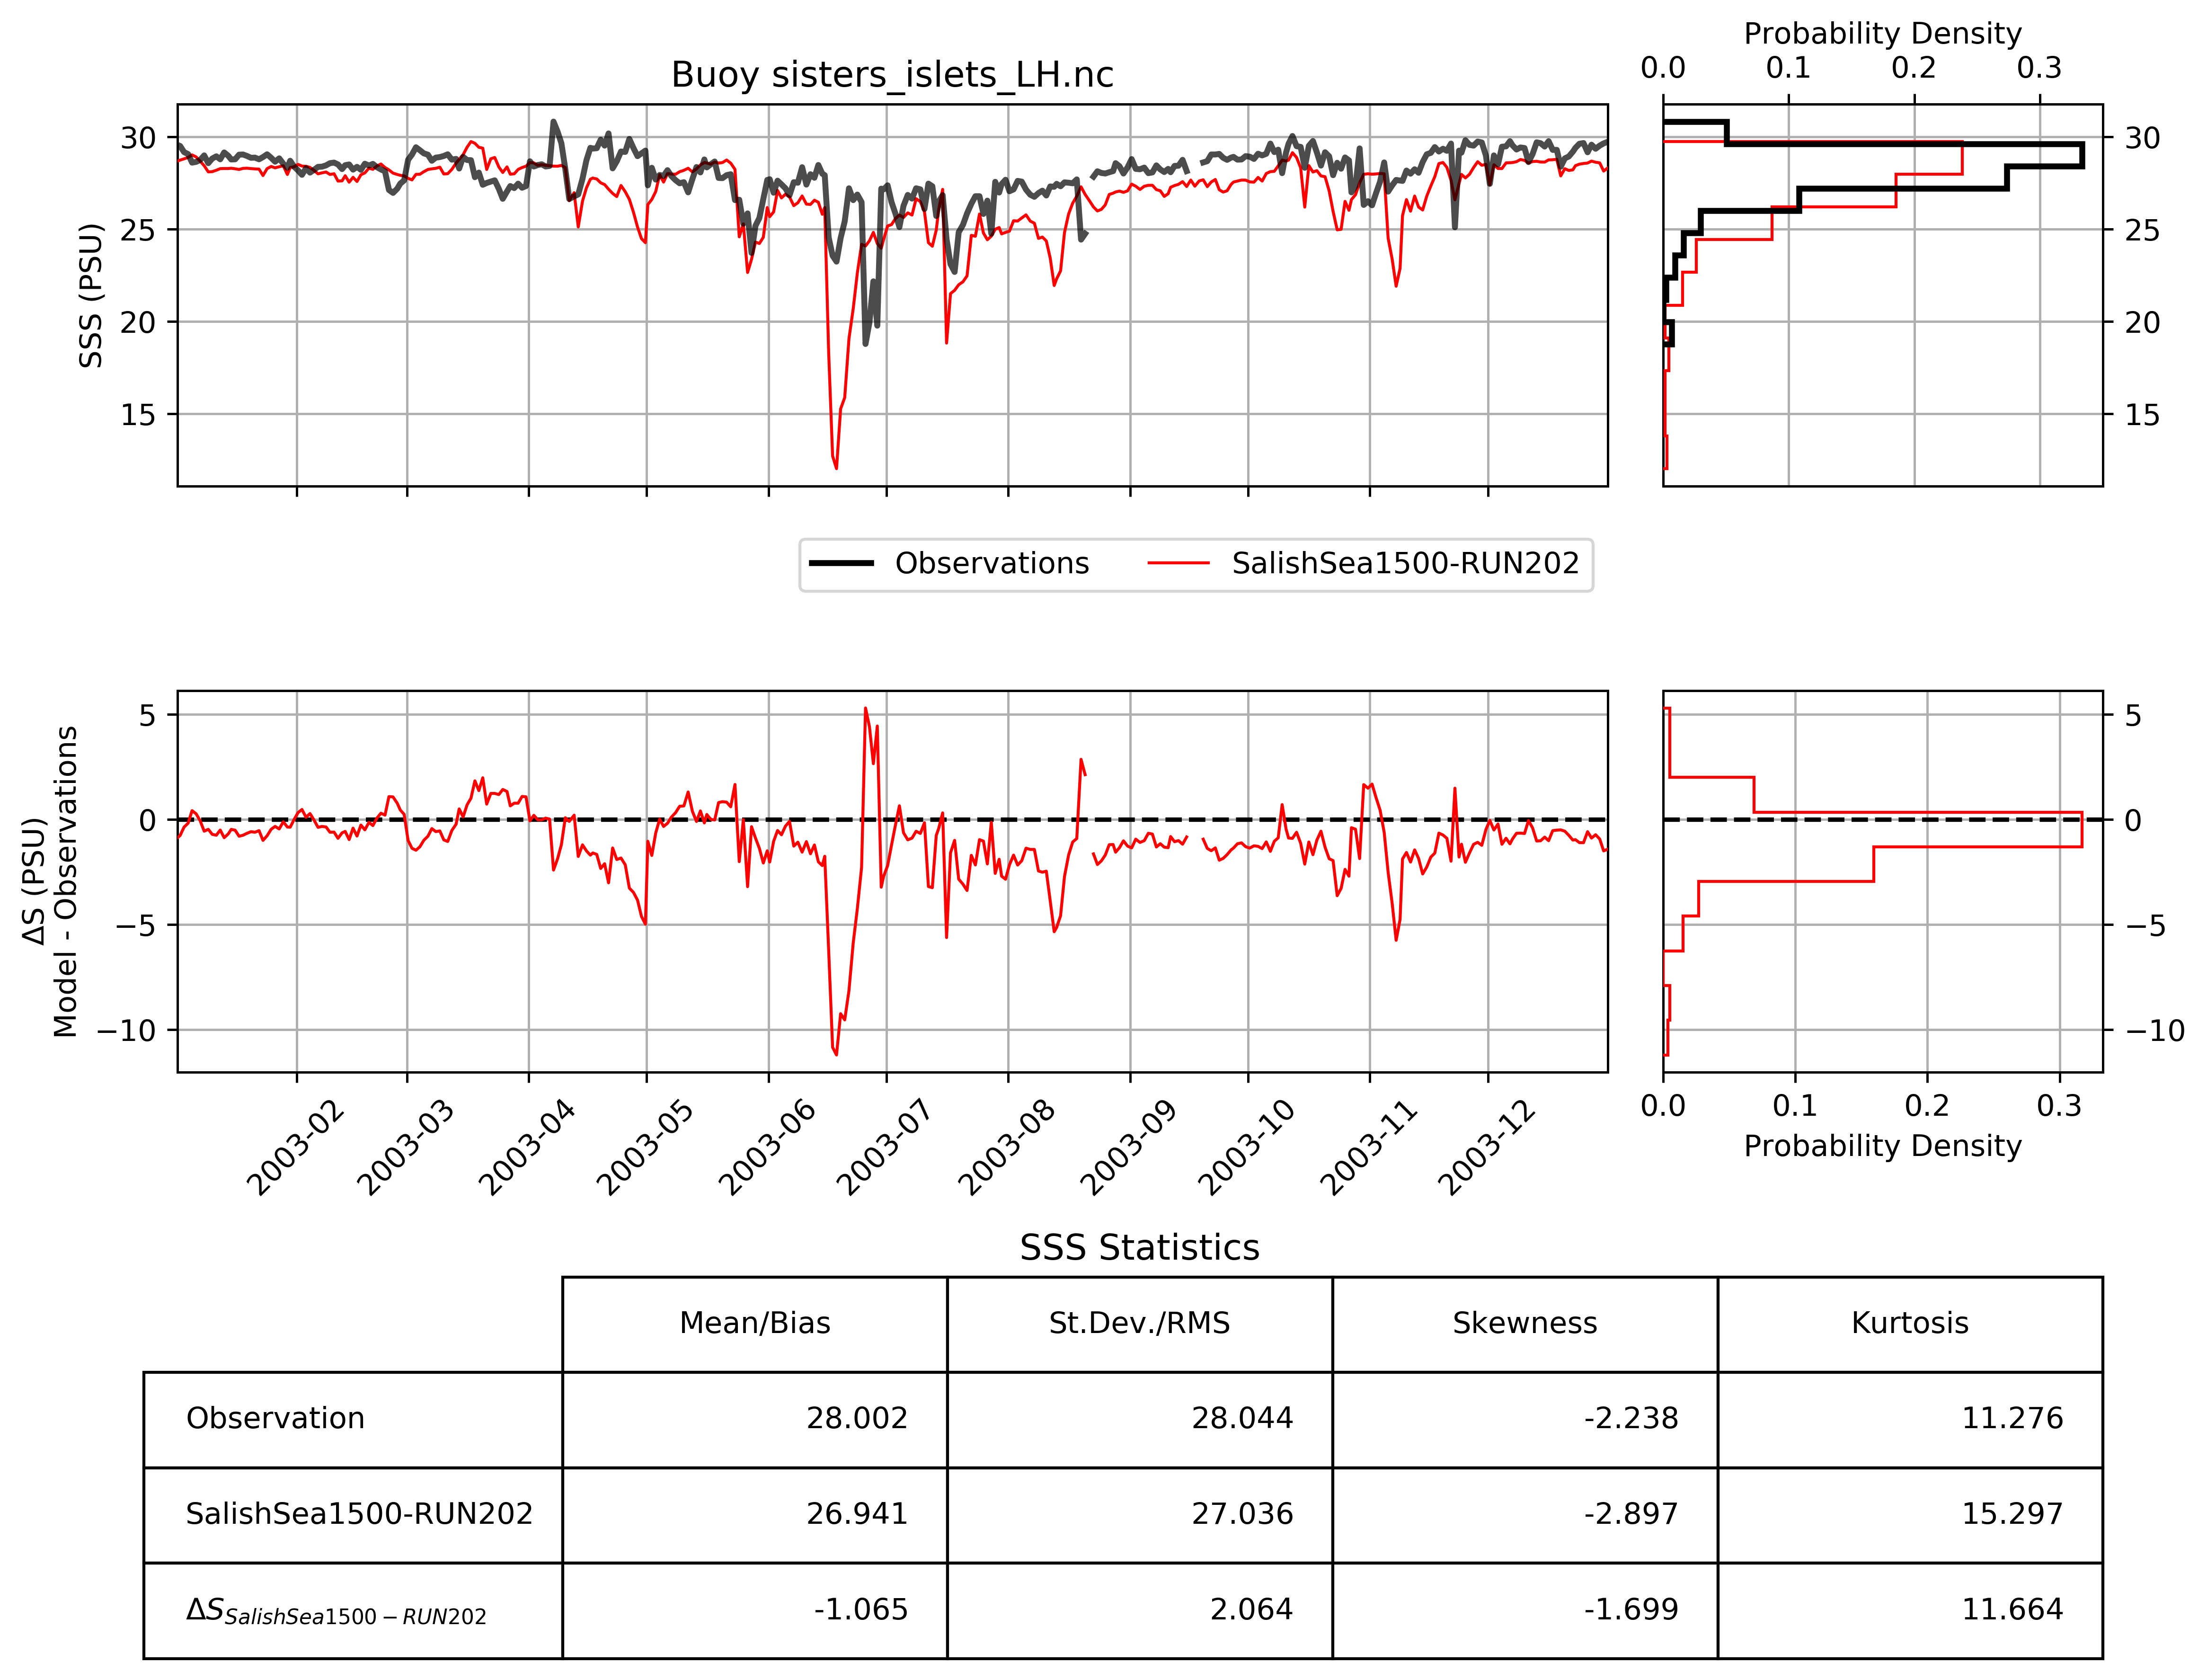 Probability Density
0.0 0.1 0.2 0.3
Buoy sisters_islets_LH.nc
SSS (PSU)
30
25
20
15
30
25
20
15
Observations SalishSea1500-RUN202
ΔS (PSU)
Model - Observations
5
0
−5
−10
5
0
−5
−10
2003-02 2003-03 2003-04 2003-05 2003-06 2003-07 2003-08 2003-09 2003-10 2003-11 2003-12
0.0 0.1 0.2 0.3
Probability Density
SSS Statistics
Mean/Bias St.Dev./RMS Skewness Kurtosis
Observation 28.002 28.044 -2.238 11.276
SalishSea1500-RUN202 26.941 27.036 -2.897 15.297
ΔS SalishSea1500−RUN202 -1.065 2.064 -1.699 11.664